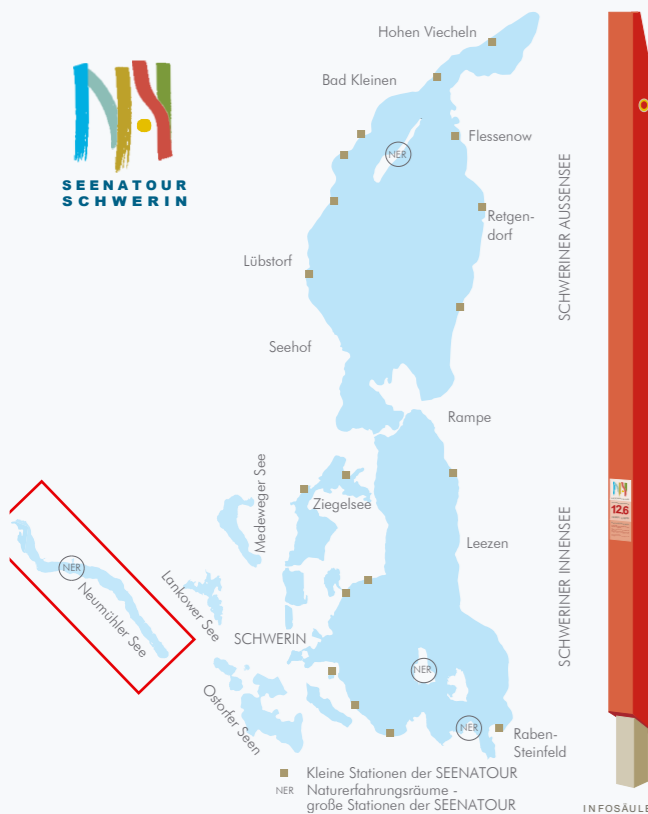 SEENATOUR
SCHWERIN
Hohen Viecheln
Bad Kleinen
Flessenow
NER
Retgen-
dorf
SCHWERINER AUSSENSEE
Lübstorf
Seehof
Rampe
Medeweger See
Ziegelsee
Leezen
SCHWERINER INNENSEE
NER
Neumühler See
Lankower See
SCHWERIN
Ostorfer Seen
NER
NER
Raben-
Steinfeld
Kleine Stationen der SEENATOUR
NER Naturerfahrungsräume -
große Stationen der SEENATOUR
12.6
INFOSÄULE